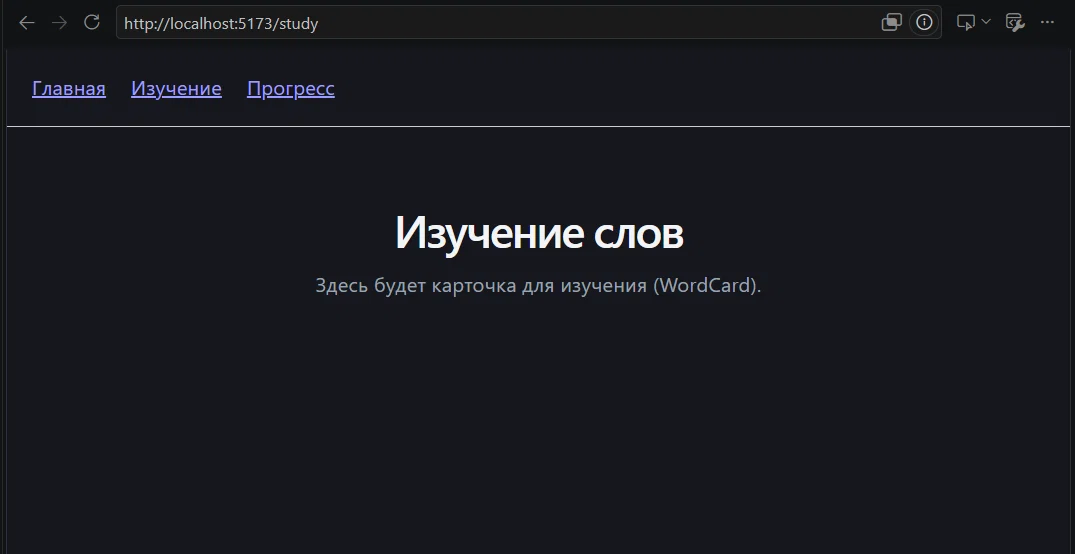 http://localhost:5173/study
Главная Изучение Прогресс
Изучение слов
Здесь будет карточка для изучения (WordCard).